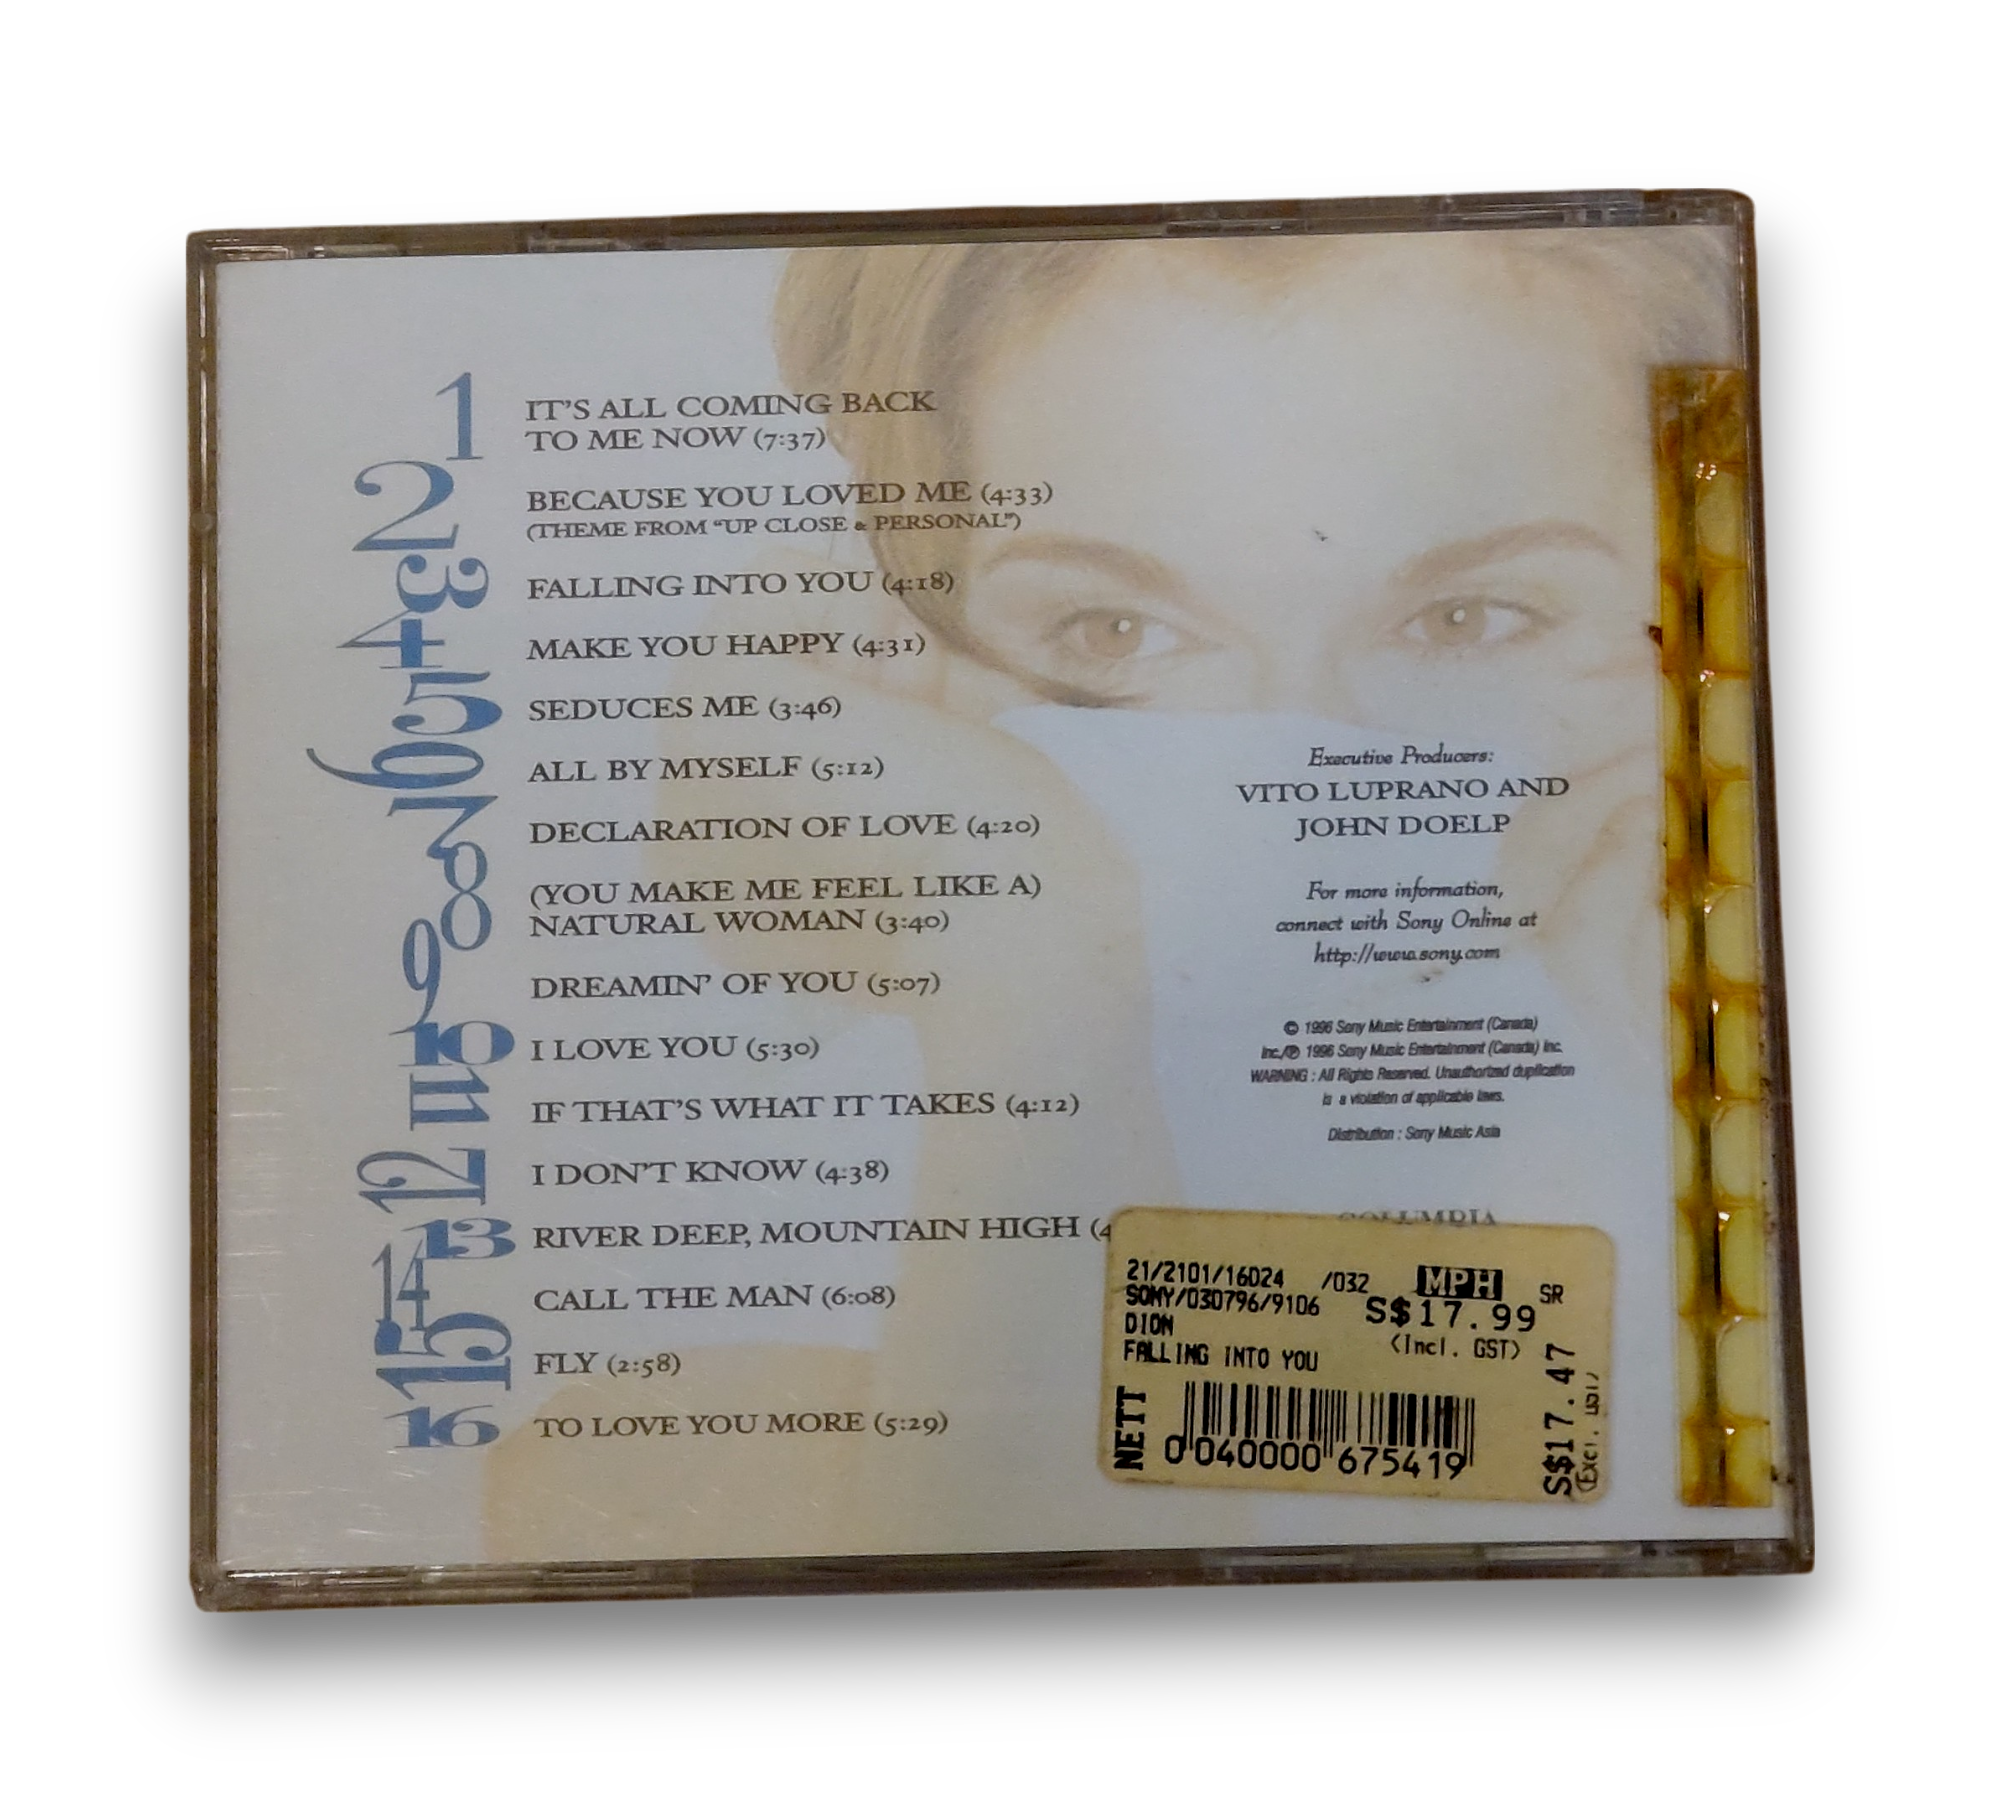 1 IT'S ALL COMING BACK
TO ME NOW (7:37)
2 BECAUSE YOU LOVED ME (4:33)
(THEME FROM "UP CLOSE & PERSONAL")
3 FALLING INTO YOU (4:18)
4 MAKE YOU HAPPY (4:31)
5 SEDUCES ME (3:46)
6 ALL BY MYSELF (5:12)
7 DECLARATION OF LOVE (4:20)
8 (YOU MAKE ME FEEL LIKE A)
NATURAL WOMAN (3:40)
9 DREAMIN' OF YOU (5:07)
10 I LOVE YOU (5:30)
11 IF THAT'S WHAT IT TAKES (4:12)
12 I DON'T KNOW (4:38)
13 RIVER DEEP, MOUNTAIN HIGH (4
14 CALL THE MAN (6:08)
15 FLY (2:58)
16 TO LOVE YOU MORE (5:29)
Executive Producers:
VITO LUPRANO AND
JOHN DOELP
For more information,
connect with Sony Online at
http://www.sony.com
© 1996 Sony Music Entertainment (Canada)
Inc./℗ 1996 Sony Music Entertainment (Canada) Inc.
WARNING : All Rights Reserved. Unauthorized duplication
is a violation of applicable laws.
Distribution : Sony Music Asia
COLUMBIA
21/2101/16024 /032 MPH SR
SONY/030796/9106 S$17.99
DION (Incl. GST)
FALLING INTO YOU
NETT
0 040000 675419
S$17.47
(Excl. GST)